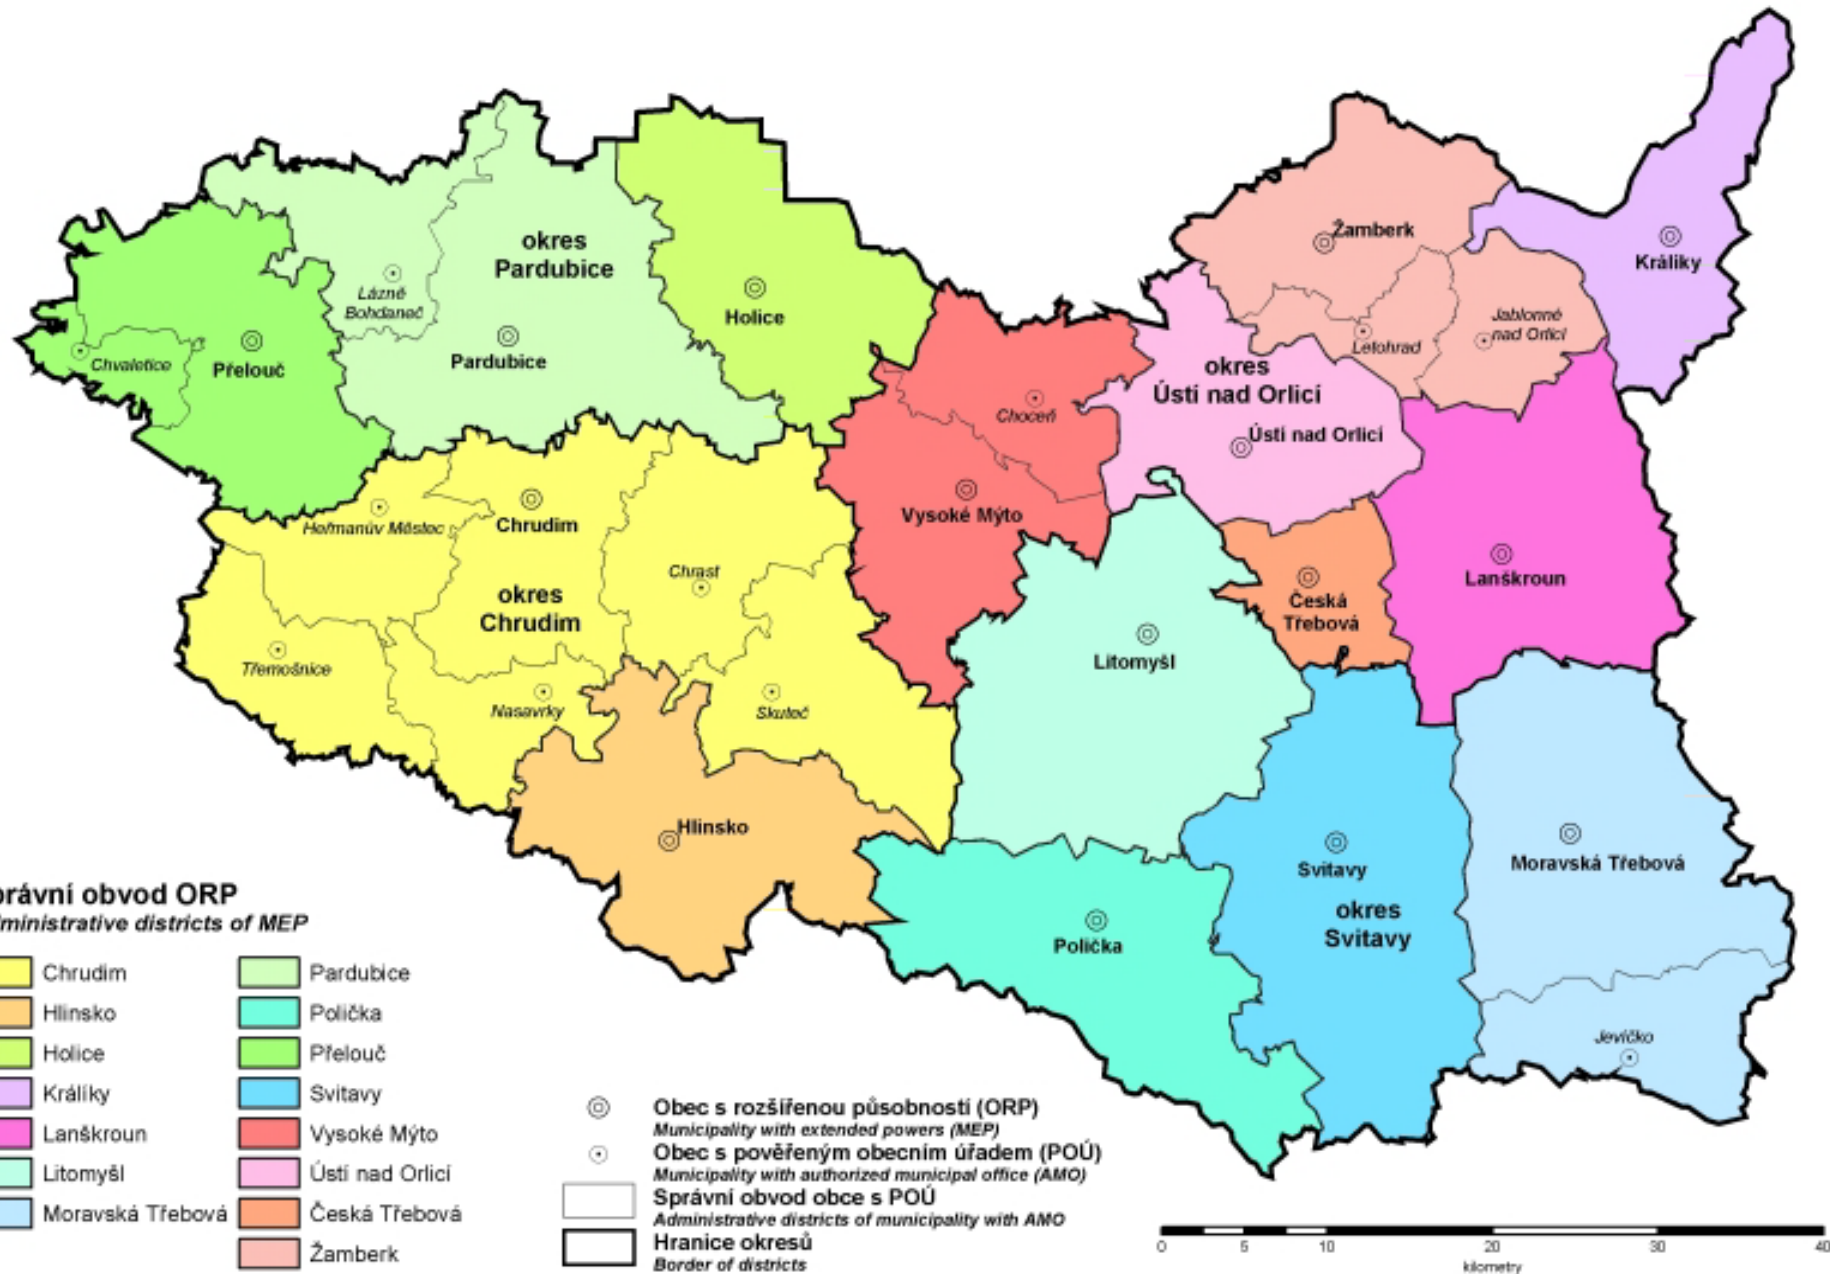 Žamberk
Králíky
okres
Pardubice
Lázně
Bohdaneč
Holice
Jablonné
nad Orlicí
Letohrad
Chvaletice
Přelouč
Pardubice
okres
Ústí nad Orlicí
Choceň
Ústí nad Orlicí
Chrudim
Heřmanův Městec
Vysoké Mýto
Chrast
Lanškroun
okres
Chrudim
Česká
Třebová
Třemošnice
Litomyšl
Nasavrky
Skuteč
Hlinsko
Svitavy
Moravská Třebová
okres
Svitavy
Polička
Jevíčko
právní obvod ORP
ministrative districts of MEP
Chrudim
Hlinsko
Holice
Králíky
Lanškroun
Litomyšl
Moravská Třebová
Pardubice
Polička
Přelouč
Svitavy
Vysoké Mýto
Ústí nad Orlicí
Česká Třebová
Žamberk
Obec s rozšířenou působností (ORP)
Municipality with extended powers (MEP)
Obec s pověřeným obecním úřadem (POÚ)
Municipality with authorized municipal office (AMO)
Správní obvod obce s POÚ
Administrative districts of municipality with AMO
Hranice okresů
Border of districts
0 5 10 20 30 40
kilometry